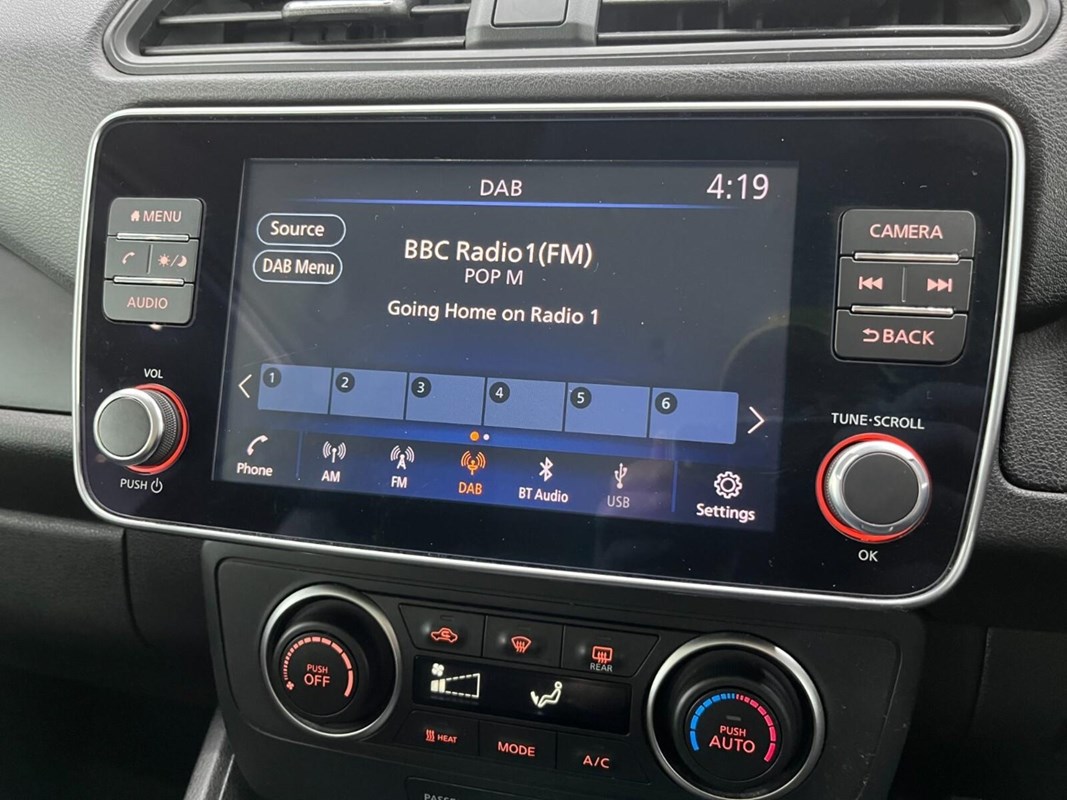 DAB
4:19
MENU
AUDIO
VOL
PUSH
Source
DAB Menu
BBC Radio1(FM)
POP M
Going Home on Radio 1
1 2 3 4 5 6
Phone
AM
FM
DAB
BT Audio
USB
Settings
CAMERA
BACK
TUNE·SCROLL
OK
REAR
PUSH
OFF
HEAT
MODE
A/C
PUSH
AUTO